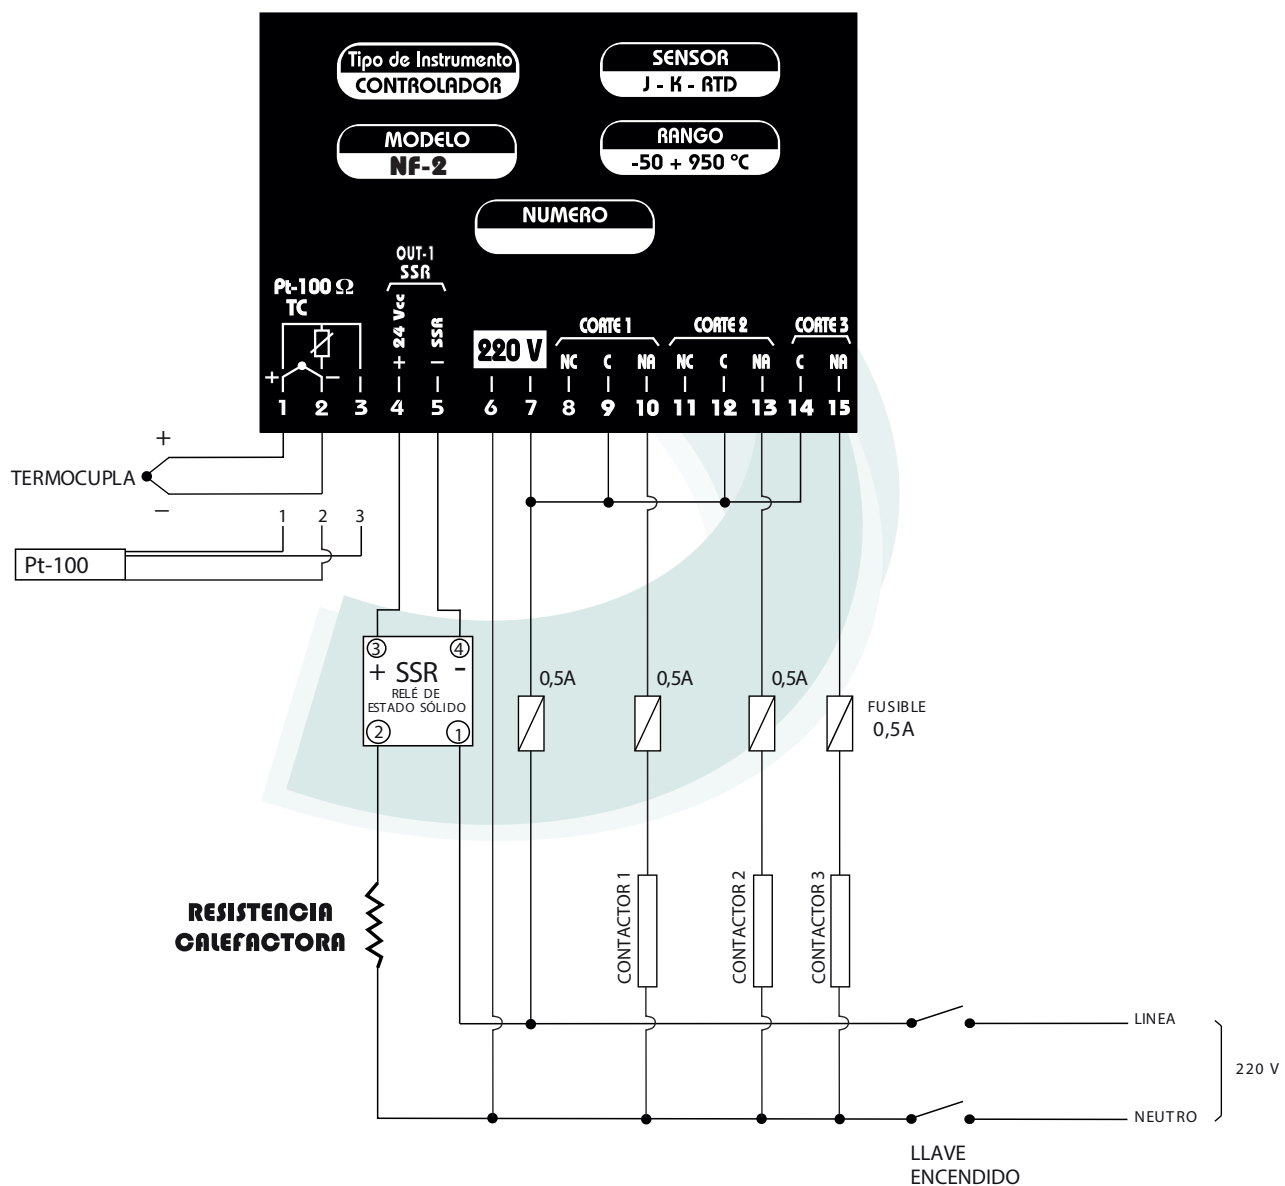 Tipo de Instrumento
CONTROLADOR
SENSOR
J - K - RTD
MODELO
NF-2
RANGO
-50 + 950 °C
NUMERO
OUT-1
SSR
Pt-100 Ω
TC
+ 24 Vcc
– SSR
220 V
CORTE 1
CORTE 2
CORTE 3
NC C NA NC C NA C NA
+ –
1 2 3 4 5 6 7 8 9 10 11 12 13 14 15
+
TERMOCUPLA
–
1 2 3
Pt-100
3 4
+ SSR -
RELÉ DE
ESTADO SÓLIDO
2 1
0,5A
0,5A
0,5A
FUSIBLE
0,5A
CONTACTOR 1
CONTACTOR 2
CONTACTOR 3
RESISTENCIA
CALEFACTORA
LINEA
220 V
NEUTRO
LLAVE
ENCENDIDO